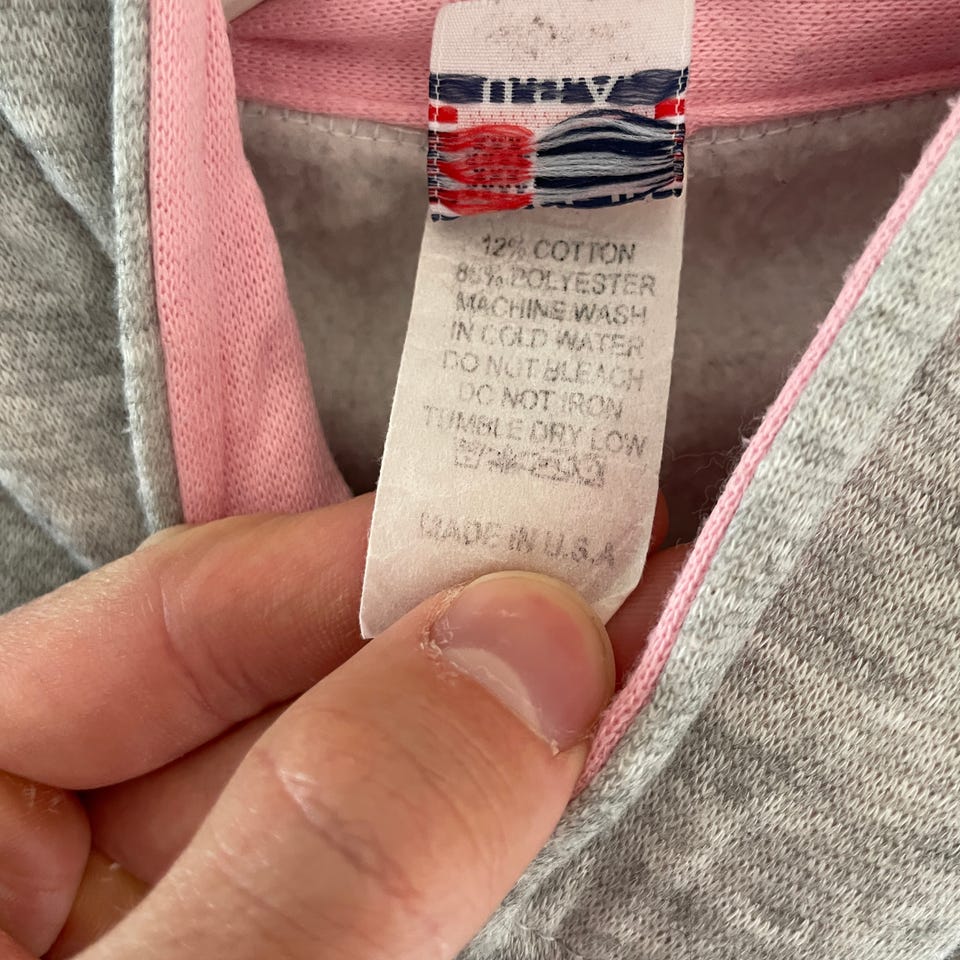 12% COTTON
88% POLYESTER
MACHINE WASH
IN COLD WATER
DO NOT BLEACH
DO NOT IRON
TUMBLE DRY LOW
MADE IN U.S.A